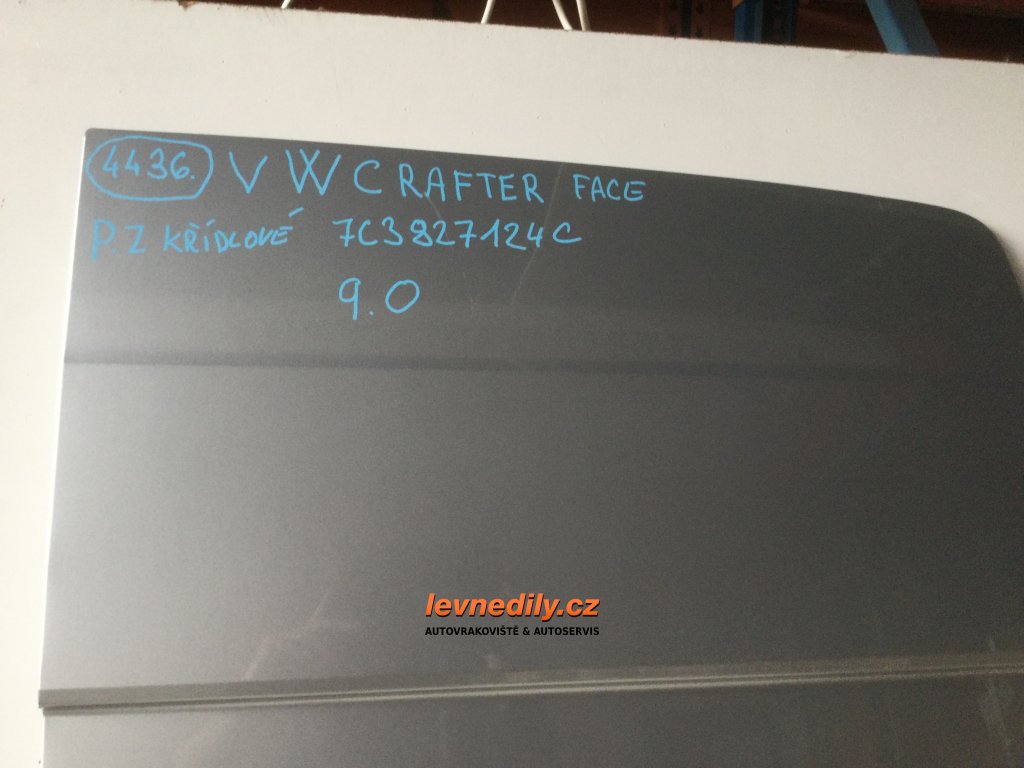 4436. VW CRAFTER FACE
P.Z KŘÍDLOVÉ 7C3827124C
9.0
levnedily.cz
AUTOVRAKOVIŠTĚ & AUTOSERVIS